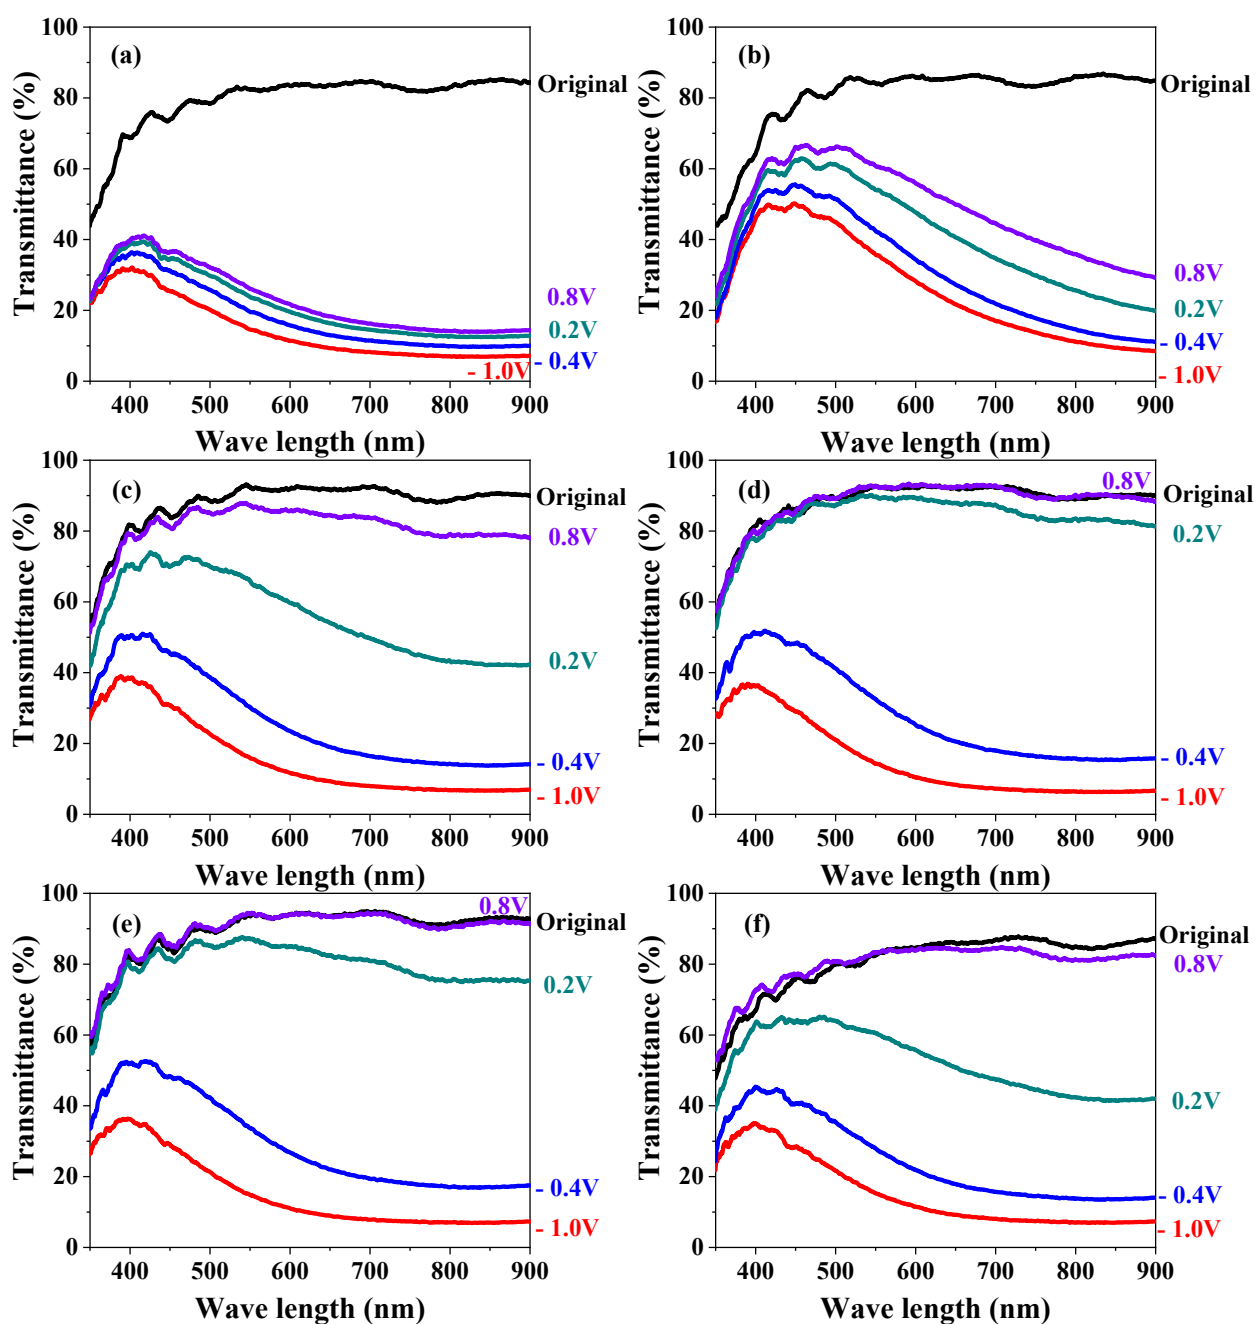 (a)
Transmittance (%)
100
80
60
40
20
0
400 500 600 700 800 900
Wave length (nm)
Original
0.8V
0.2V
- 0.4V
- 1.0V
(b)
Transmittance (%)
100
80
60
40
20
0
400 500 600 700 800 900
Wave length (nm)
Original
0.8V
0.2V
- 0.4V
- 1.0V
(c)
Transmittance (%)
100
80
60
40
20
0
400 500 600 700 800 900
Wave length (nm)
Original
0.8V
0.2V
- 0.4V
- 1.0V
(d)
Transmittance (%)
100
80
60
40
20
0
400 500 600 700 800 900
Wave length (nm)
0.8V
Original
0.2V
- 0.4V
- 1.0V
(e)
Transmittance (%)
100
80
60
40
20
0
400 500 600 700 800 900
Wave length (nm)
0.8V
Original
0.2V
- 0.4V
- 1.0V
(f)
Transmittance (%)
100
80
60
40
20
0
400 500 600 700 800 900
Wave length (nm)
Original
0.8V
0.2V
- 0.4V
- 1.0V